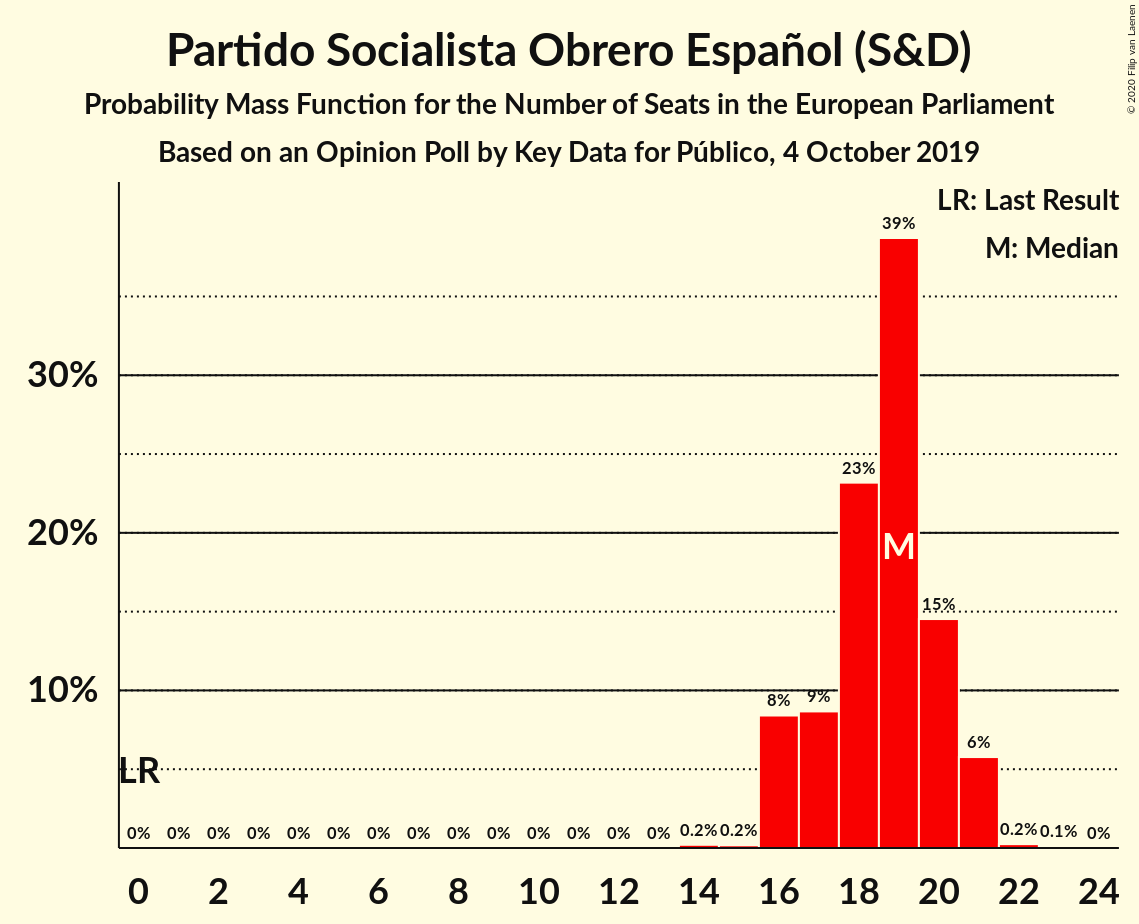 Partido Socialista Obrero Español (S&D)
Probability Mass Function for the Number of Seats in the European Parliament
Based on an Opinion Poll by Key Data for Público, 4 October 2019
© 2020 Filip van Laenen
LR: Last Result
M: Median
39%
30%
23%
20%
M
15%
10%
8%
9%
6%
LR
0% 0% 0% 0% 0% 0% 0% 0% 0% 0% 0% 0% 0% 0% 0.2% 0.2% 0.2% 0.1% 0%
0 2 4 6 8 10 12 14 16 18 20 22 24